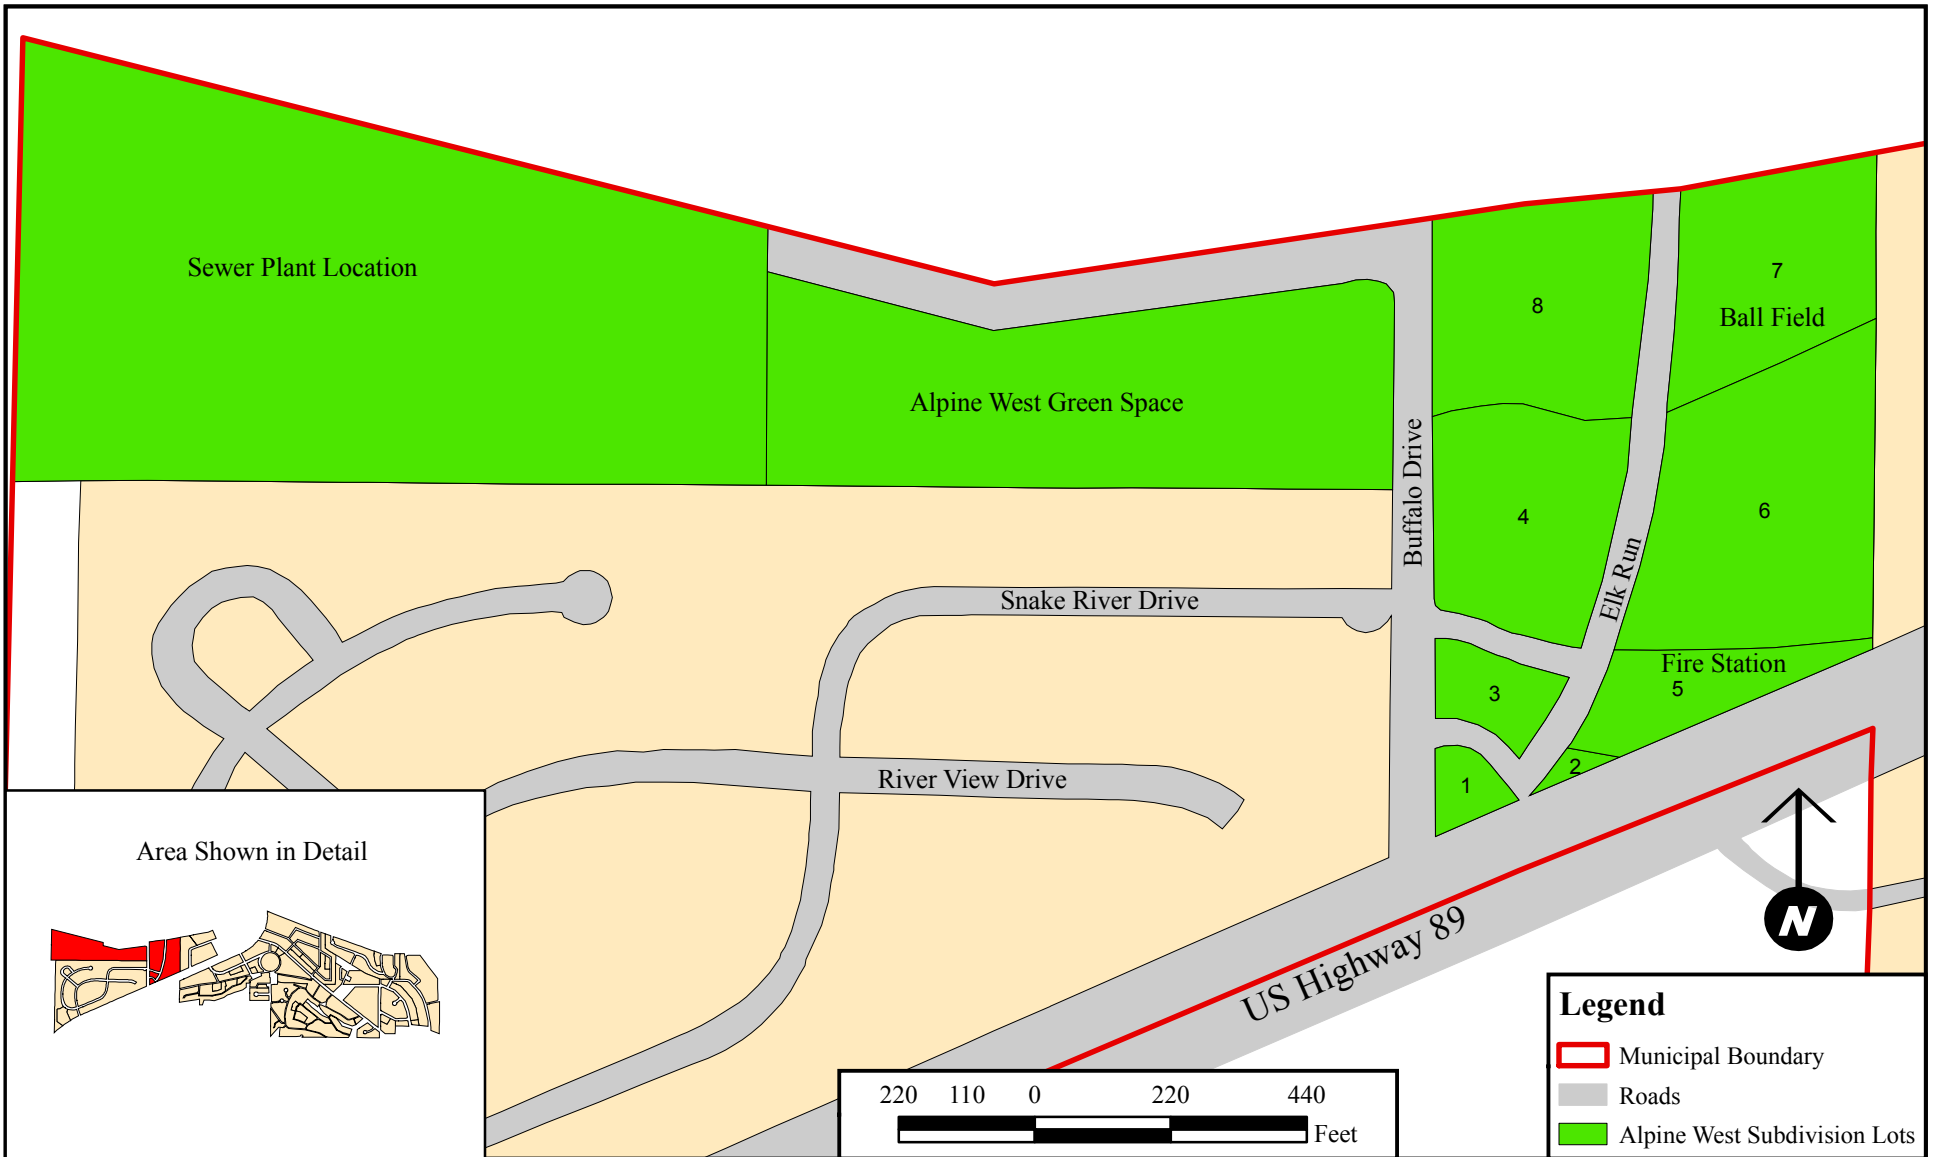 Sewer Plant Location
Alpine West Green Space
8
7
Ball Field
Buffalo Drive
4
6
Elk Run
Snake River Drive
Fire Station
5
3
River View Drive
2
1
US Highway 89
N
Area Shown in Detail
220 110 0 220 440
Feet
Legend
Municipal Boundary
Roads
Alpine West Subdivision Lots